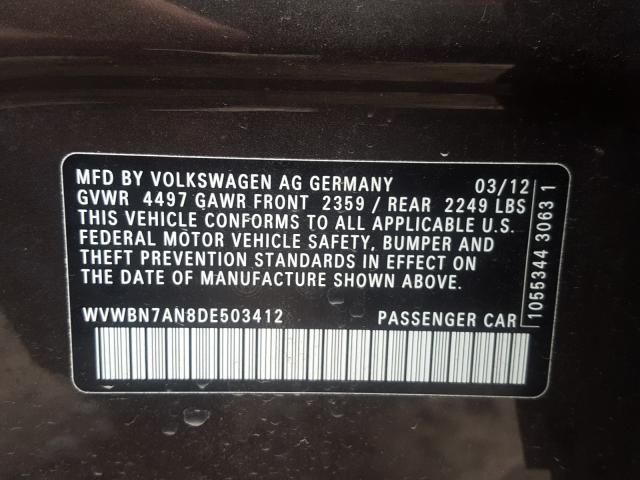 MFD BY VOLKSWAGEN AG GERMANY 03/12
GVWR 4497 GAWR FRONT 2359 / REAR 2249 LBS
THIS VEHICLE CONFORMS TO ALL APPLICABLE U.S.
FEDERAL MOTOR VEHICLE SAFETY, BUMPER AND
THEFT PREVENTION STANDARDS IN EFFECT ON
THE DATE OF MANUFACTURE SHOWN ABOVE.
WVWBN7AN8DE503412 PASSENGER CAR
1055344 3063 1